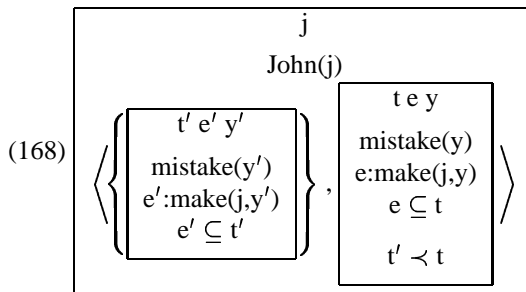 j
John(j)
(168)
⟨{
t′ e′ y′
mistake(y′)
e′:make(j,y′)
e′ ⊆ t′
} ,
t e y
mistake(y)
e:make(j,y)
e ⊆ t
t′ ≺ t
⟩